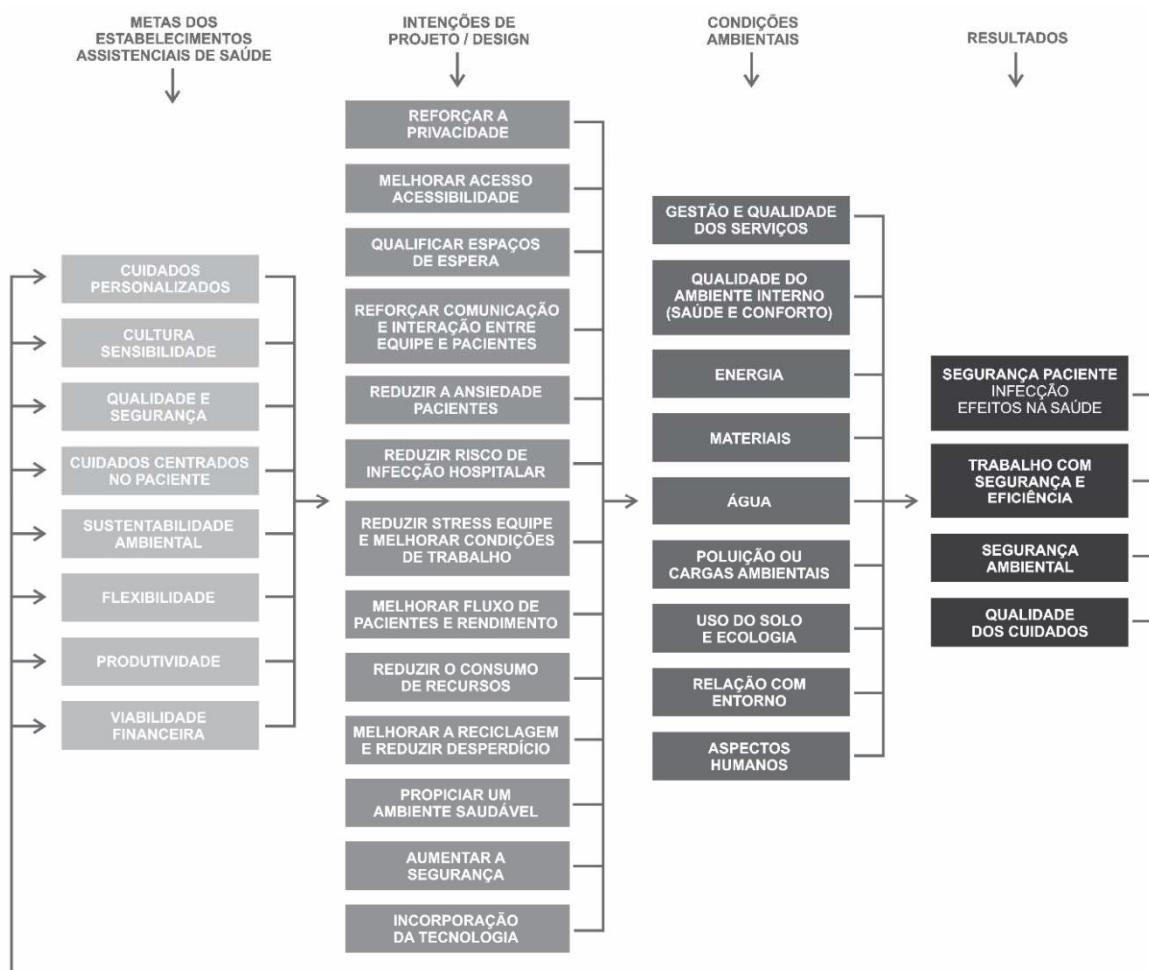 METAS DOS
ESTABELECIMENTOS
ASSISTENCIAIS DE SAÚDE
INTENÇÕES DE
PROJETO / DESIGN
CONDIÇÕES
AMBIENTAIS
RESULTADOS
CUIDADOS
PERSONALIZADOS
CULTURA
SENSIBILIDADE
QUALIDADE E
SEGURANÇA
CUIDADOS CENTRADOS
NO PACIENTE
SUSTENTABILIDADE
AMBIENTAL
FLEXIBILIDADE
PRODUTIVIDADE
VIABILIDADE
FINANCEIRA
REFORÇAR A
PRIVACIDADE
MELHORAR ACESSO
ACESSIBILIDADE
QUALIFICAR ESPAÇOS
DE ESPERA
REFORÇAR COMUNICAÇÃO
E INTERAÇÃO ENTRE
EQUIPE E PACIENTES
REDUZIR A ANSIEDADE
PACIENTES
REDUZIR RISCO DE
INFECÇÃO HOSPITALAR
REDUZIR STRESS EQUIPE
E MELHORAR CONDIÇÕES
DE TRABALHO
MELHORAR FLUXO DE
PACIENTES E RENDIMENTO
REDUZIR O CONSUMO
DE RECURSOS
MELHORAR A RECICLAGEM
E REDUZIR DESPERDÍCIO
PROPICIAR UM
AMBIENTE SAUDÁVEL
AUMENTAR A
SEGURANÇA
INCORPORAÇÃO
DA TECNOLOGIA
GESTÃO E QUALIDADE
DOS SERVIÇOS
QUALIDADE DO
AMBIENTE INTERNO
(SAÚDE E CONFORTO)
ENERGIA
MATERIAIS
ÁGUA
POLUIÇÃO OU
CARGAS AMBIENTAIS
USO DO SOLO
E ECOLOGIA
RELAÇÃO COM
ENTORNO
ASPECTOS
HUMANOS
SEGURANÇA PACIENTE
INFECÇÃO
EFEITOS NA SAÚDE
TRABALHO COM
SEGURANÇA E
EFICIÊNCIA
SEGURANÇA
AMBIENTAL
QUALIDADE
DOS CUIDADOS